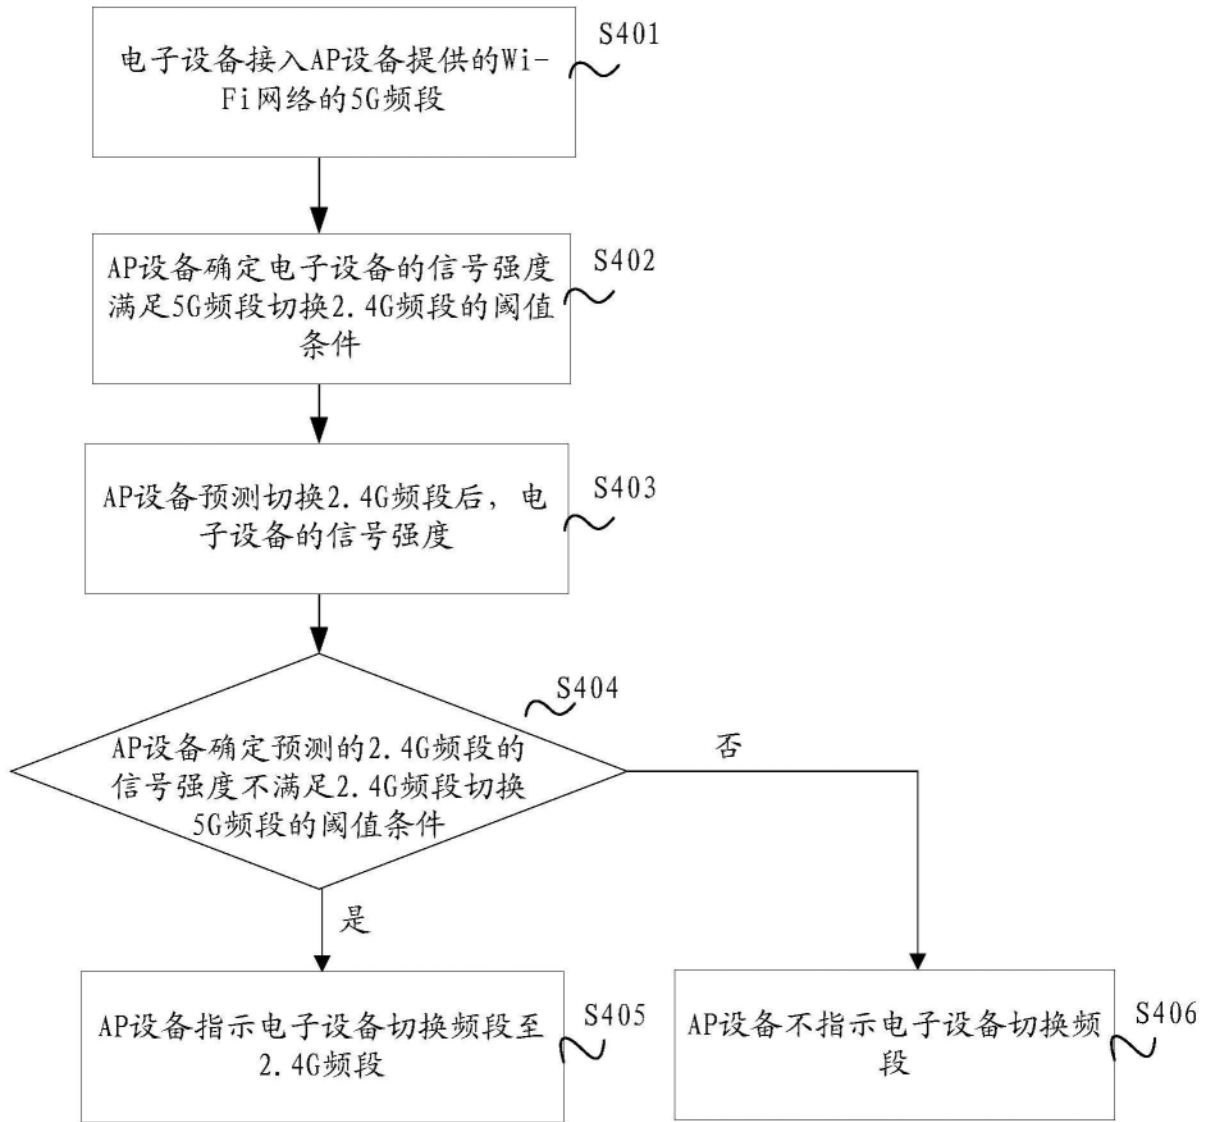 S401
电子设备接入AP设备提供的Wi-
Fi网络的5G频段
S402
AP设备确定电子设备的信号强度
满足5G频段切换2.4G频段的阈值
条件
S403
AP设备预测切换2.4G频段后，电
子设备的信号强度
S404
AP设备确定预测的2.4G频段的
信号强度不满足2.4G频段切换
5G频段的阈值条件
否
是
AP设备指示电子设备切换频段至
2.4G频段
S405
AP设备不指示电子设备切换频
段
S406